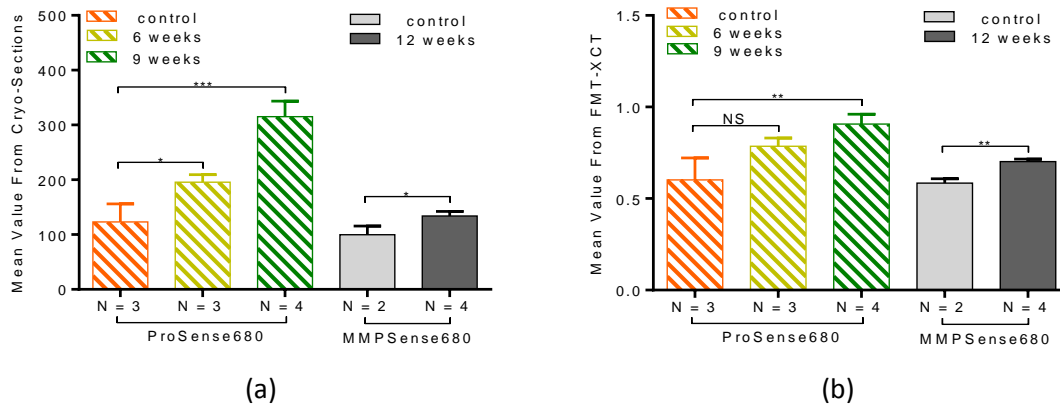 Mean Value From Cryo-Sections
500
400
300
200
100
0
control
6 weeks
9 weeks
control
12 weeks
***
*
*
N = 3
N = 3
N = 4
N = 2
N = 4
ProSense680
MMPSense680
(a)
Mean Value From FMT-XCT
1.5
1.0
0.5
0.0
control
6 weeks
9 weeks
control
12 weeks
**
NS
**
N = 3
N = 3
N = 4
N = 2
N = 4
ProSense680
MMPSense680
(b)